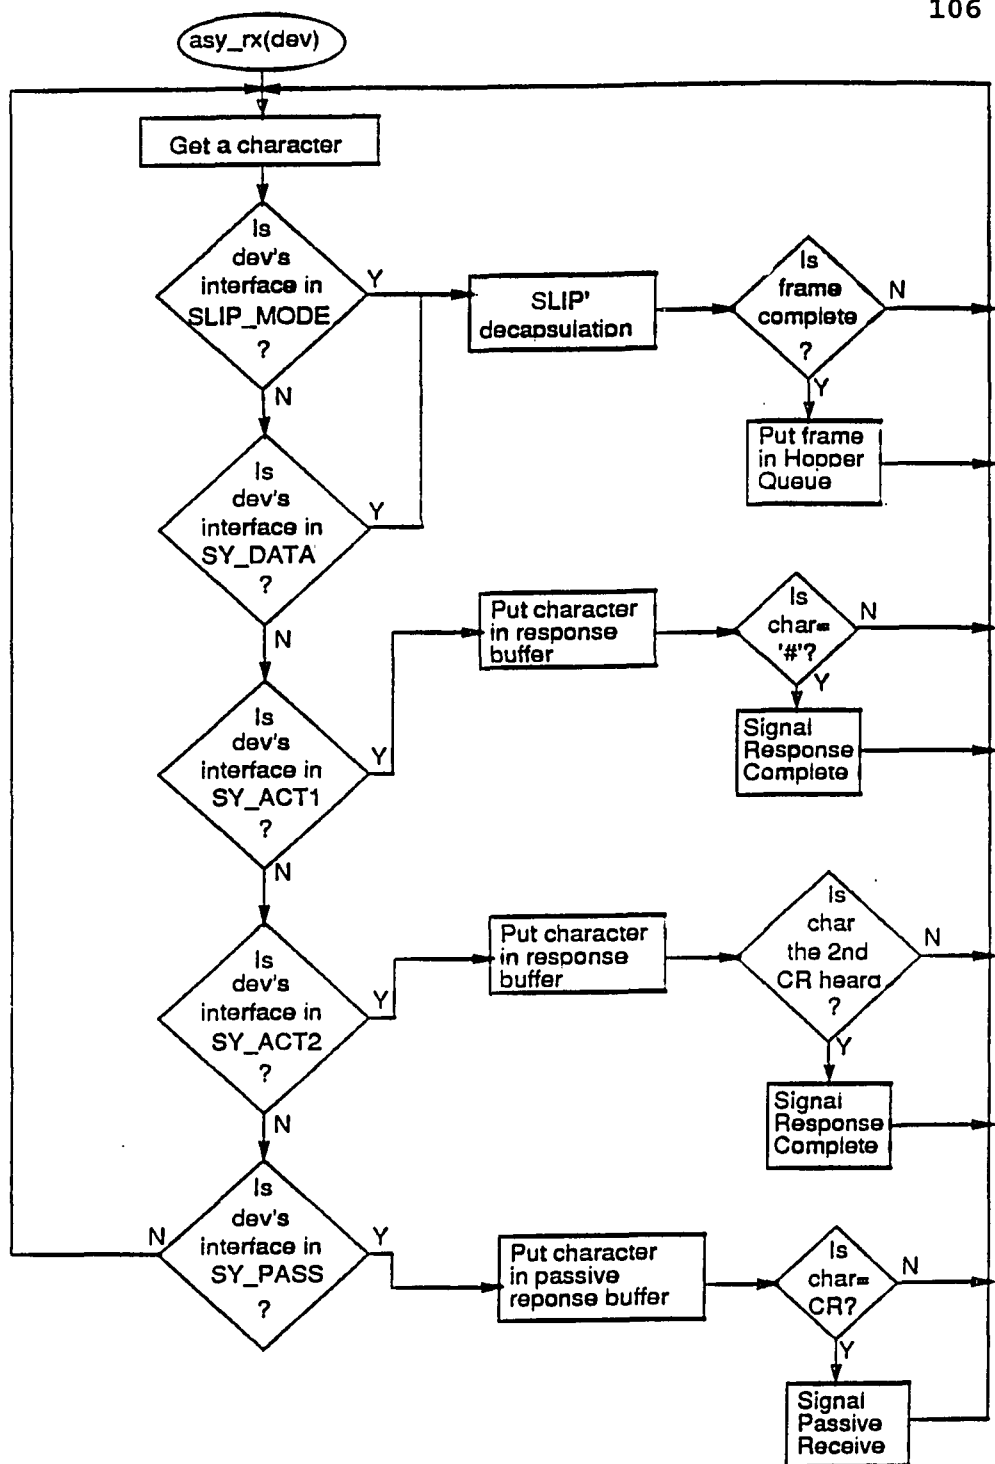 106
asy_rx(dev)
Get a character
Is
dev's
interface in
SLIP_MODE
?
Y
N
SLIP'
decapsulation
Is
frame
complete
?
N
Y
Put frame
in Hopper
Queue
Is
dev's
interface in
SY_DATA
?
Y
N
Is
dev's
interface in
SY_ACT1
?
Y
N
Put character
in response
buffer
Is
char=
'#'?
N
Y
Signal
Response
Complete
Is
dev's
interface in
SY_ACT2
?
Y
N
Put character
in response
buffer
Is
char
the 2nd
CR heard
?
N
Y
Signal
Response
Complete
Is
dev's
interface in
SY_PASS
?
N
Y
Put character
in passive
reponse buffer
Is
char=
CR?
N
Y
Signal
Passive
Receive